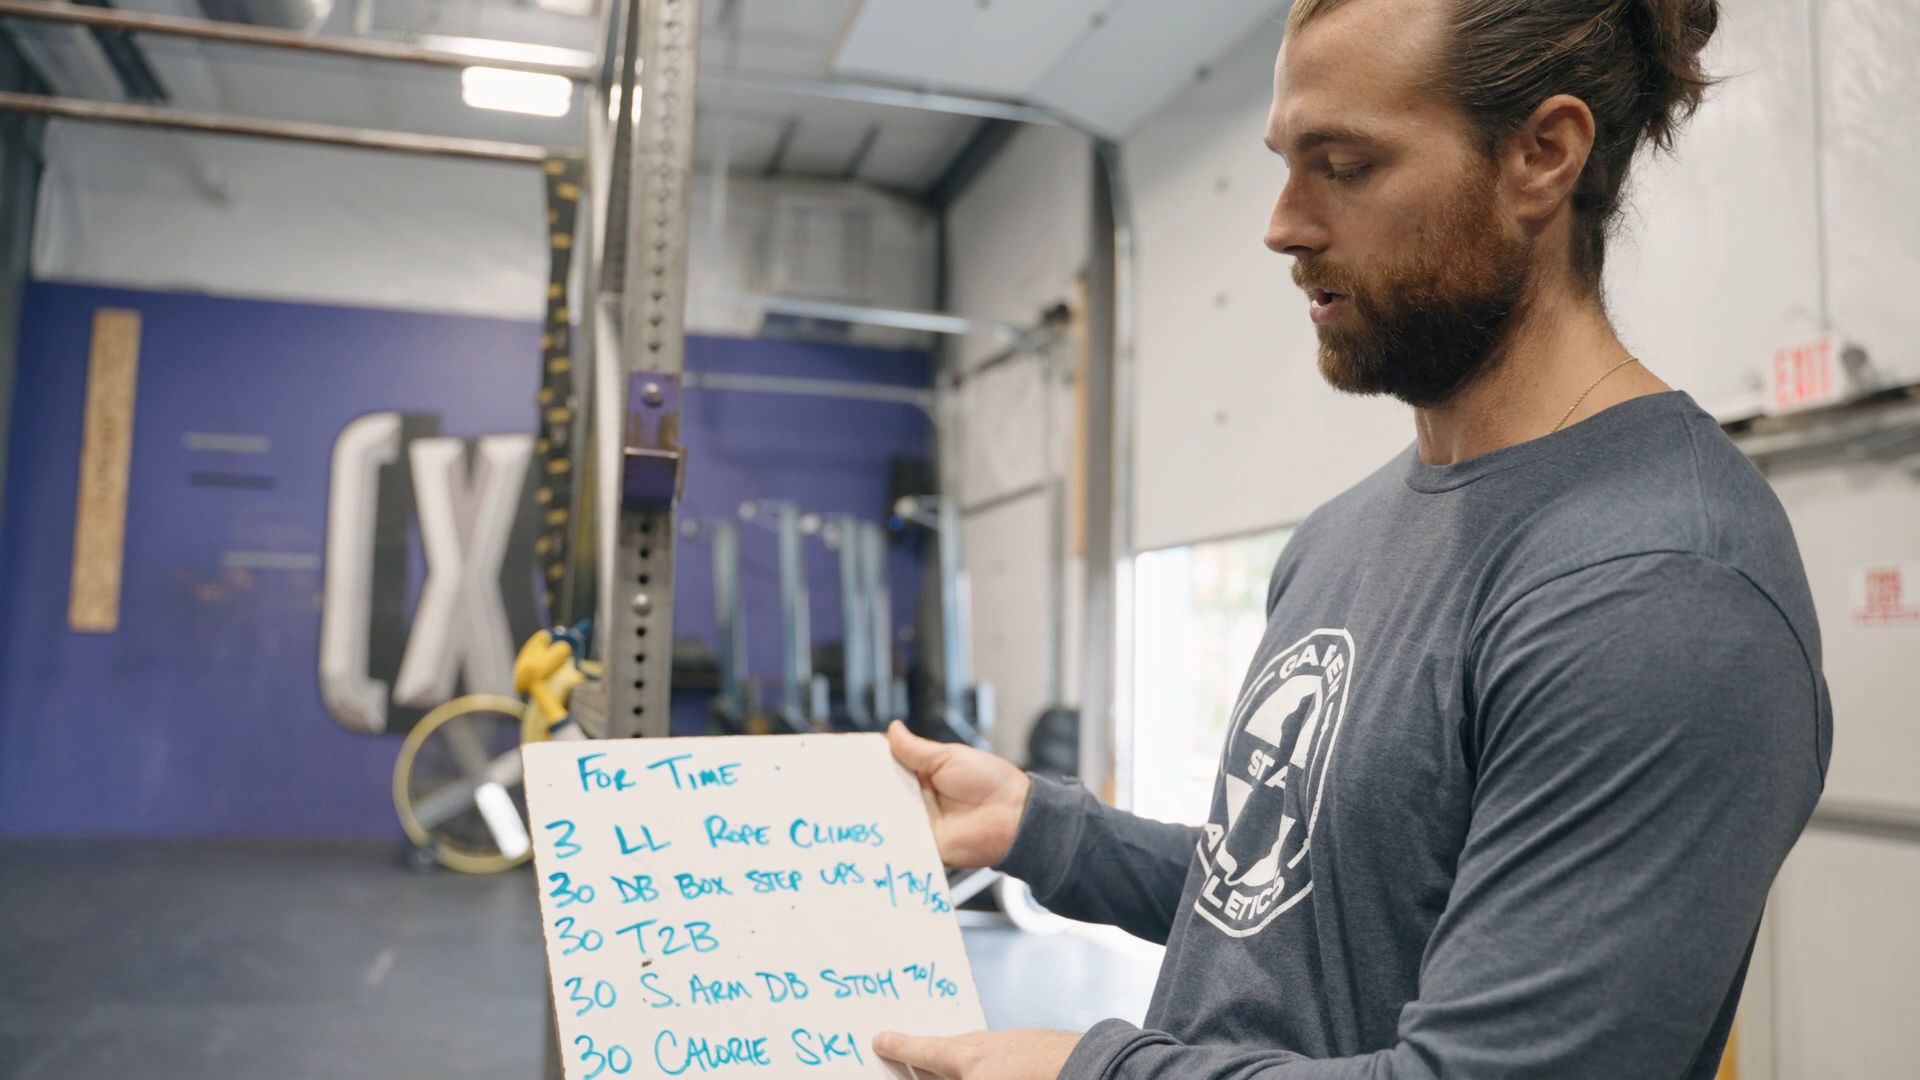 FOR TIME
3 LL ROPE CLIMBS
30 DB BOX STEP UPS w/ 70/50
30 T2B
30 S. ARM DB STOH 70/50
30 CALORIE SKI
CX
EXIT